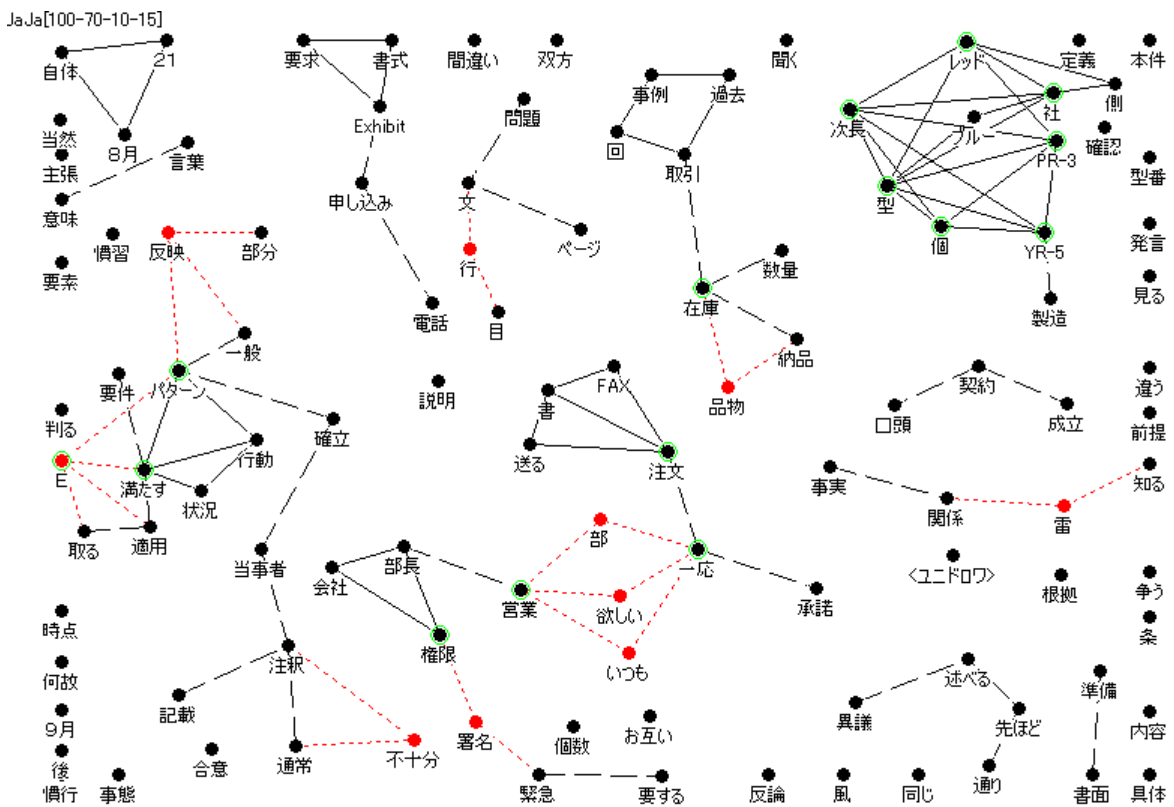 JaJa[100-70-10-15]
自体
21
8月
要求
書式
Exhibit
間違い
双方
聞く
レッド
定義
本件
事例
過去
次長
社
側
ブルー
確認
当然
主張
言葉
問題
回
取引
PR-3
型番
意味
申し込み
文
型
慣習
反映
部分
行
ページ
数量
個
YR-5
発言
要素
在庫
見る
電話
目
製造
一般
納品
要件
パターン
説明
FAX
品物
契約
違う
判る
確立
書
口頭
成立
前提
行動
送る
注文
E
満たす
状況
事実
関係
雷
知る
取る
適用
部
一応
当事者
会社
部長
営業
欲しい
承諾
<ユニドロワ>
根拠
争う
時点
権限
いつも
条
注釈
何故
述べる
準備
記載
異議
先ほど
9月
署名
個数
お互い
内容
後
合意
通常
不十分
通り
慣行
事態
緊急
要する
反論
風
同じ
書面
具体